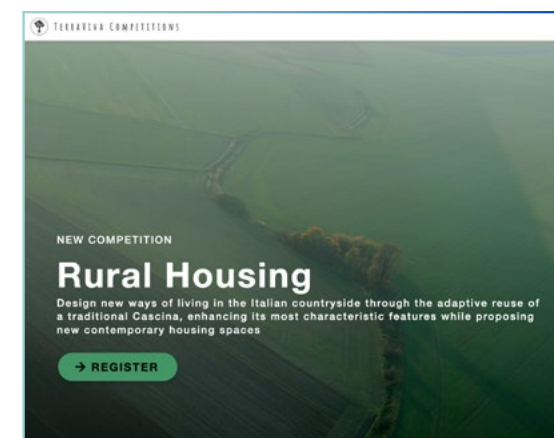 TERRAVIVA COMPETITIONS
NEW COMPETITION
Rural Housing
Design new ways of living in the Italian countryside through the adaptive reuse of
a traditional Cascina, enhancing its most characteristic features while proposing
new contemporary housing spaces
→ REGISTER